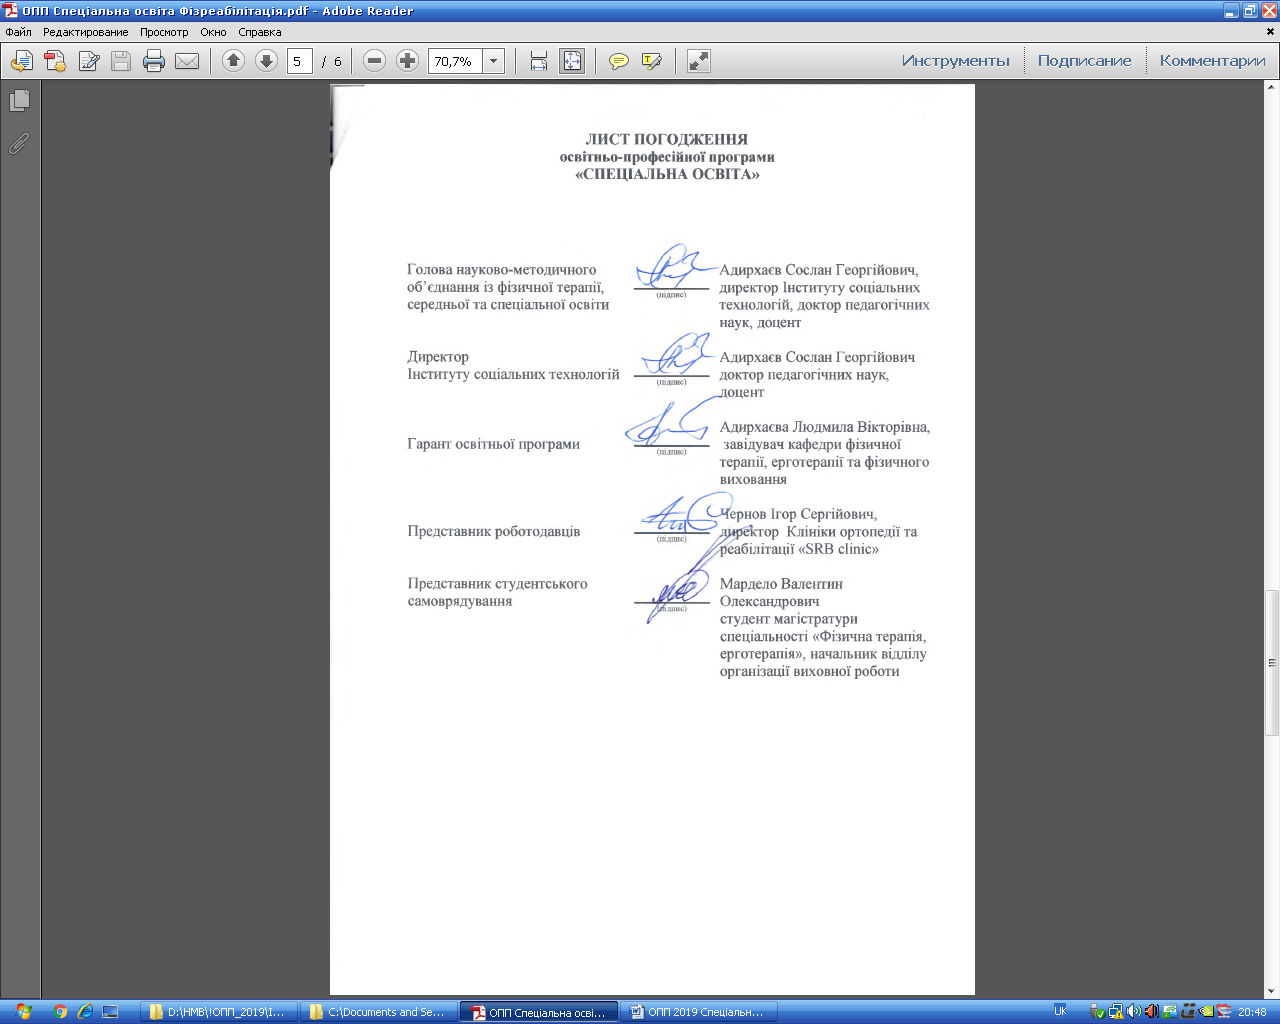 ОПП Спеціальна освіта Фізреабілітація.pdf - Adobe Reader
Файл Редактирование Просмотр Окно Справка
5 / 6 70,7% Инструменты Подписание Комментарии
ЛИСТ ПОГОДЖЕННЯ
освітньо-професійної програми
«СПЕЦІАЛЬНА ОСВІТА»
Голова науково-методичного
об’єднання із фізичної терапії,
середньої та спеціальної освіти
(підпис)
Адирхаєв Сослан Георгійович,
директор Інституту соціальних
технологій, доктор педагогічних
наук, доцент
Директор
Інституту соціальних технологій
(підпис)
Адирхаєв Сослан Георгійович
доктор педагогічних наук,
доцент
Гарант освітньої програми
(підпис)
Адирхаєва Людмила Вікторівна,
завідувач кафедри фізичної
терапії, ерготерапії та фізичного
виховання
Представник роботодавців
(підпис)
Чернов Ігор Сергійович,
директор Клініки ортопедії та
реабілітації «SRB clinic»
Представник студентського
самоврядування
(підпис)
Мардело Валентин
Олександрович
студент магістратури
спеціальності «Фізична терапія,
ерготерапія», начальник відділу
організації виховної роботи
D:\НМВ\!ОПП_2019\І... C:\Documents and Se... ОПП Спеціальна осві... ОПП 2019 Спеціальн... UK 20:48